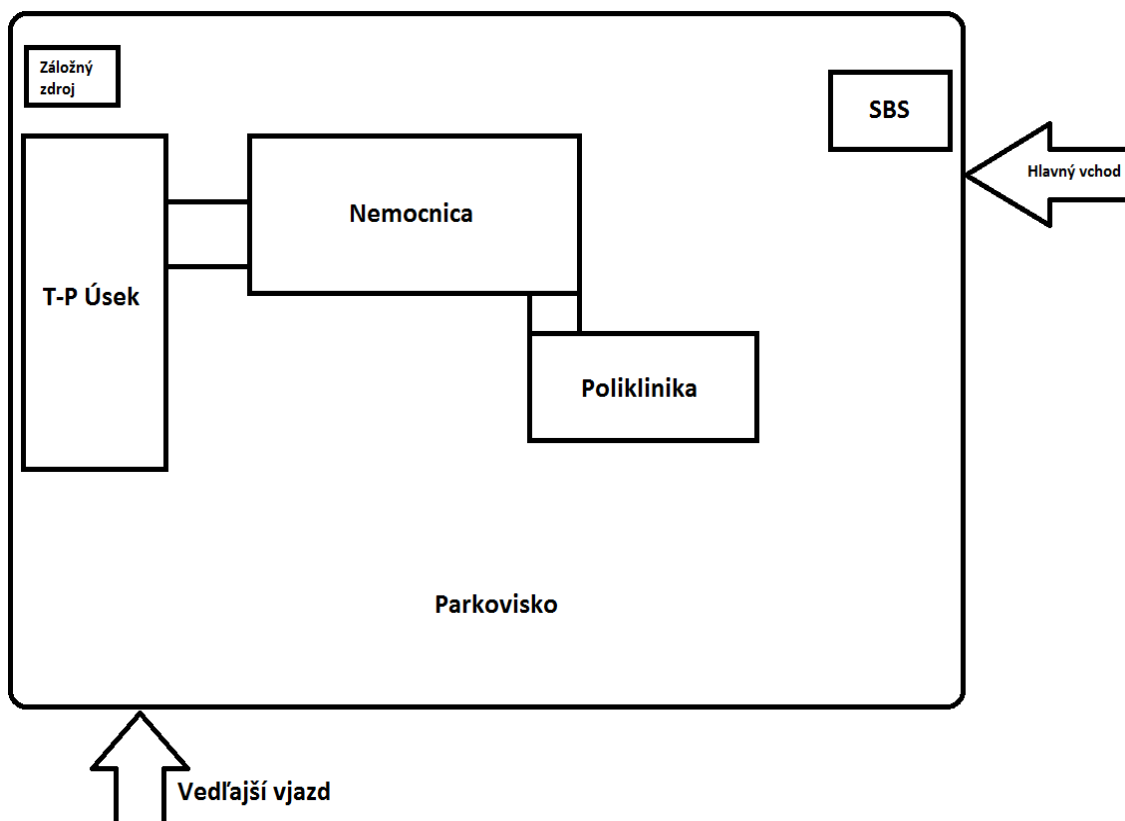 Záložný
zdroj
SBS
Hlavný vchod
Nemocnica
T-P Úsek
Poliklinika
Parkovisko
Vedľajší vjazd